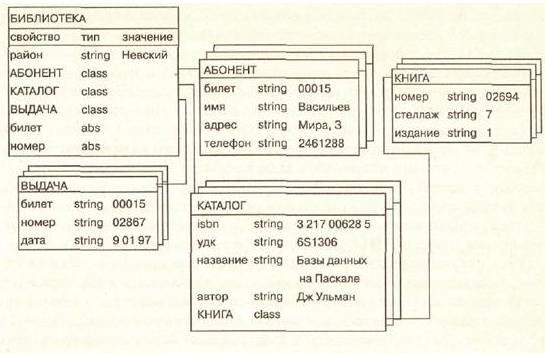 БИБЛИОТЕКА
свойство тип значение
район string Невский
АБОНЕНТ class
КАТАЛОГ class
ВЫДАЧА class
билет abs
номер abs
АБОНЕНТ
билет string 00015
имя string Васильев
адрес string Мира, 3
телефон string 2461288
КНИГА
номер string 02694
стеллаж string 7
издание string 1
ВЫДАЧА
билет string 00015
номер string 02867
дата string 9 01 97
КАТАЛОГ
isbn string 3 217 00628 5
удк string 6S1306
название string Базы данных
на Паскале
автор string Дж Ульман
КНИГА class